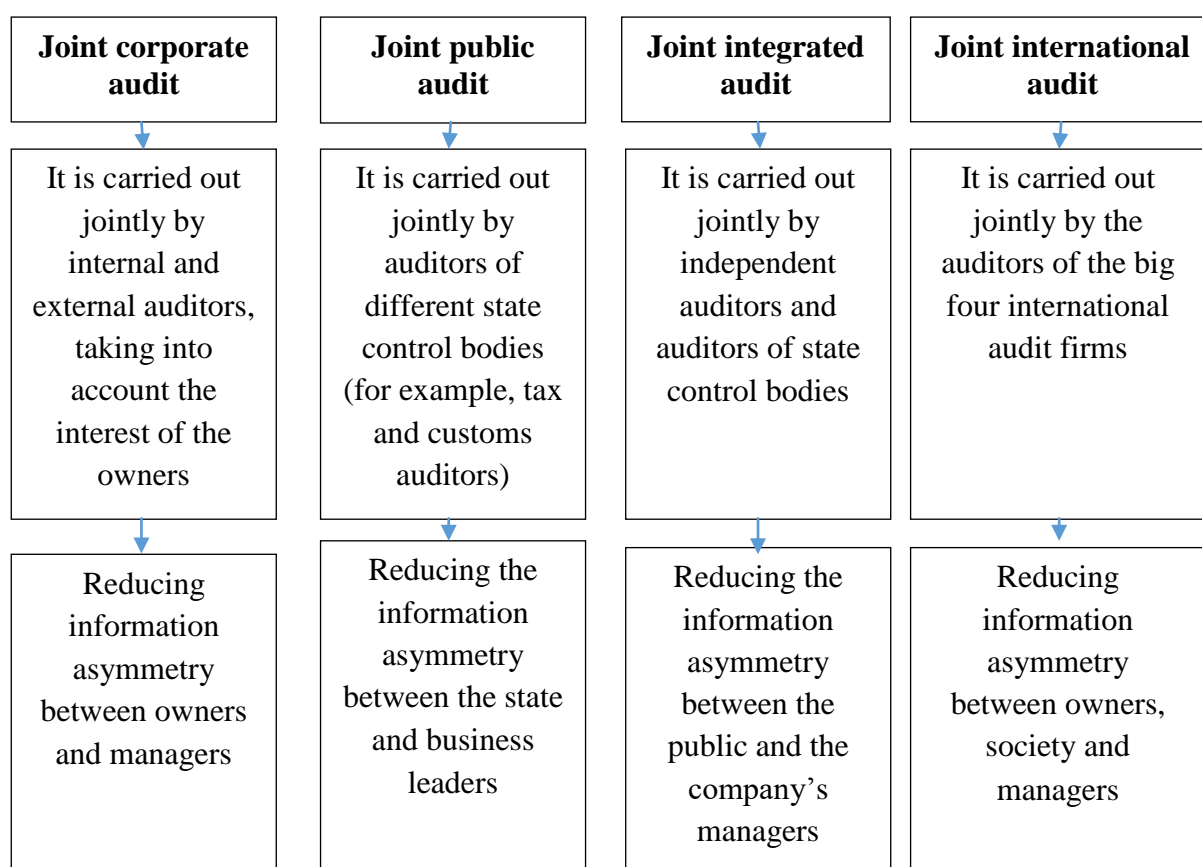 Joint corporate
audit
Joint public
audit
Joint integrated
audit
Joint international
audit
It is carried out
jointly by
internal and
external auditors,
taking into
account the
interest of the
owners
It is carried out
jointly by
auditors of
different state
control bodies
(for example, tax
and customs
auditors)
It is carried out
jointly by
independent
auditors and
auditors of state
control bodies
It is carried out
jointly by the
auditors of the big
four international
audit firms
Reducing
information
asymmetry
between owners
and managers
Reducing the
information
asymmetry
between the state
and business
leaders
Reducing the
information
asymmetry
between the
public and the
company’s
managers
Reducing
information
asymmetry
between owners,
society and
managers